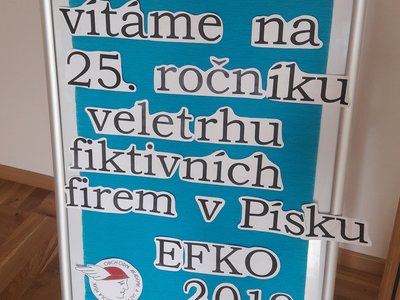 vítáme na
25. ročníku
veletrhu
fiktivních
firem v Písku
EFKO